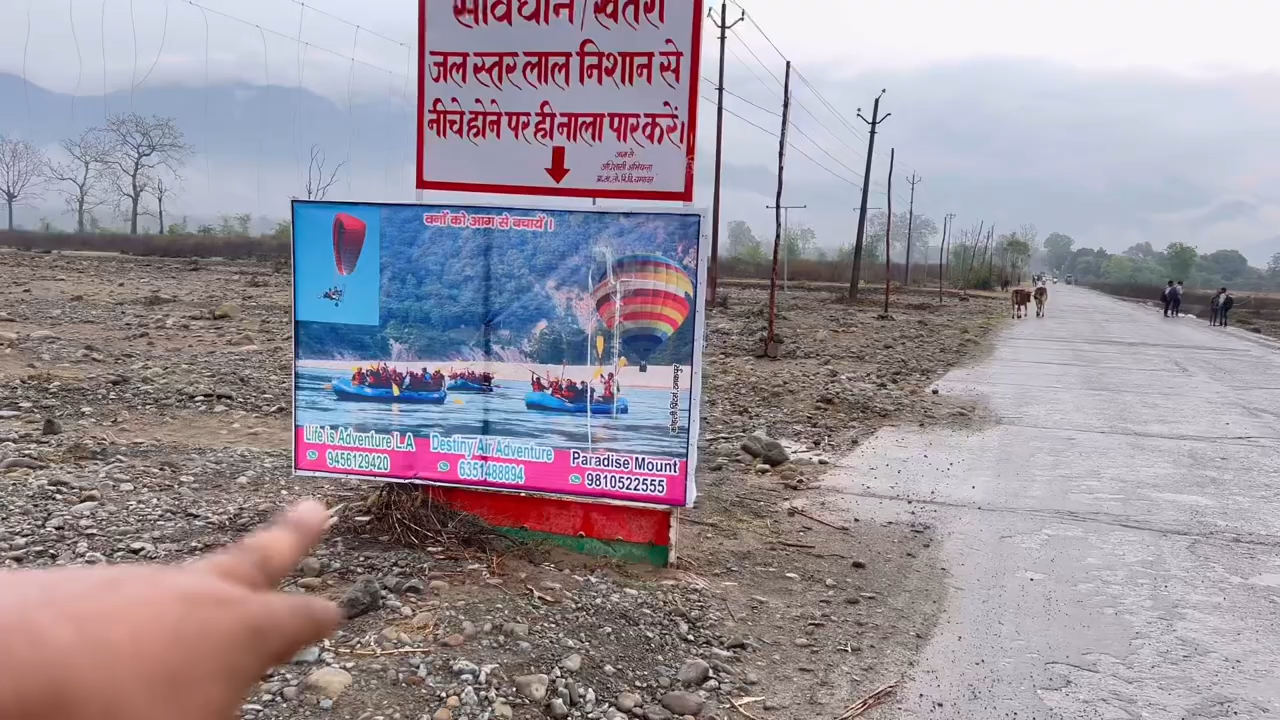 सावधान/खतरा
जल स्तर लाल निशान से
नीचे होने पर ही नाला पार करें।
वनों को आग से बचायें।
Life is Adventure L.A
9456129420
Destiny Air Adventure
6351488894
Paradise Mount
9810522555